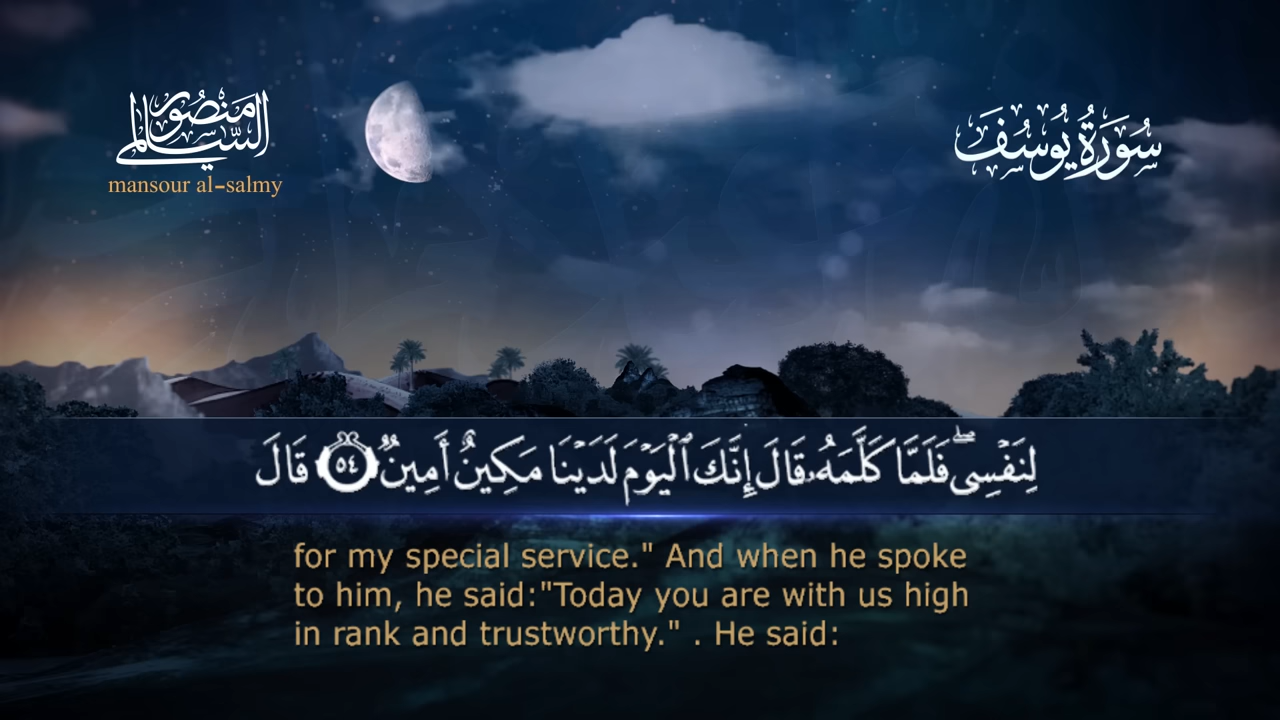 منصور
السالمي
mansour al-salmy
سُورَةُ يُوسُفَ
لِنَفْسِىۖ فَلَمَّا كَلَّمَهُۥ قَالَ إِنَّكَ ٱلْيَوْمَ لَدَيْنَا مَكِينٌ أَمِينٌ ٥٤ قَالَ
for my special service." And when he spoke
to him, he said:"Today you are with us high
in rank and trustworthy." . He said: